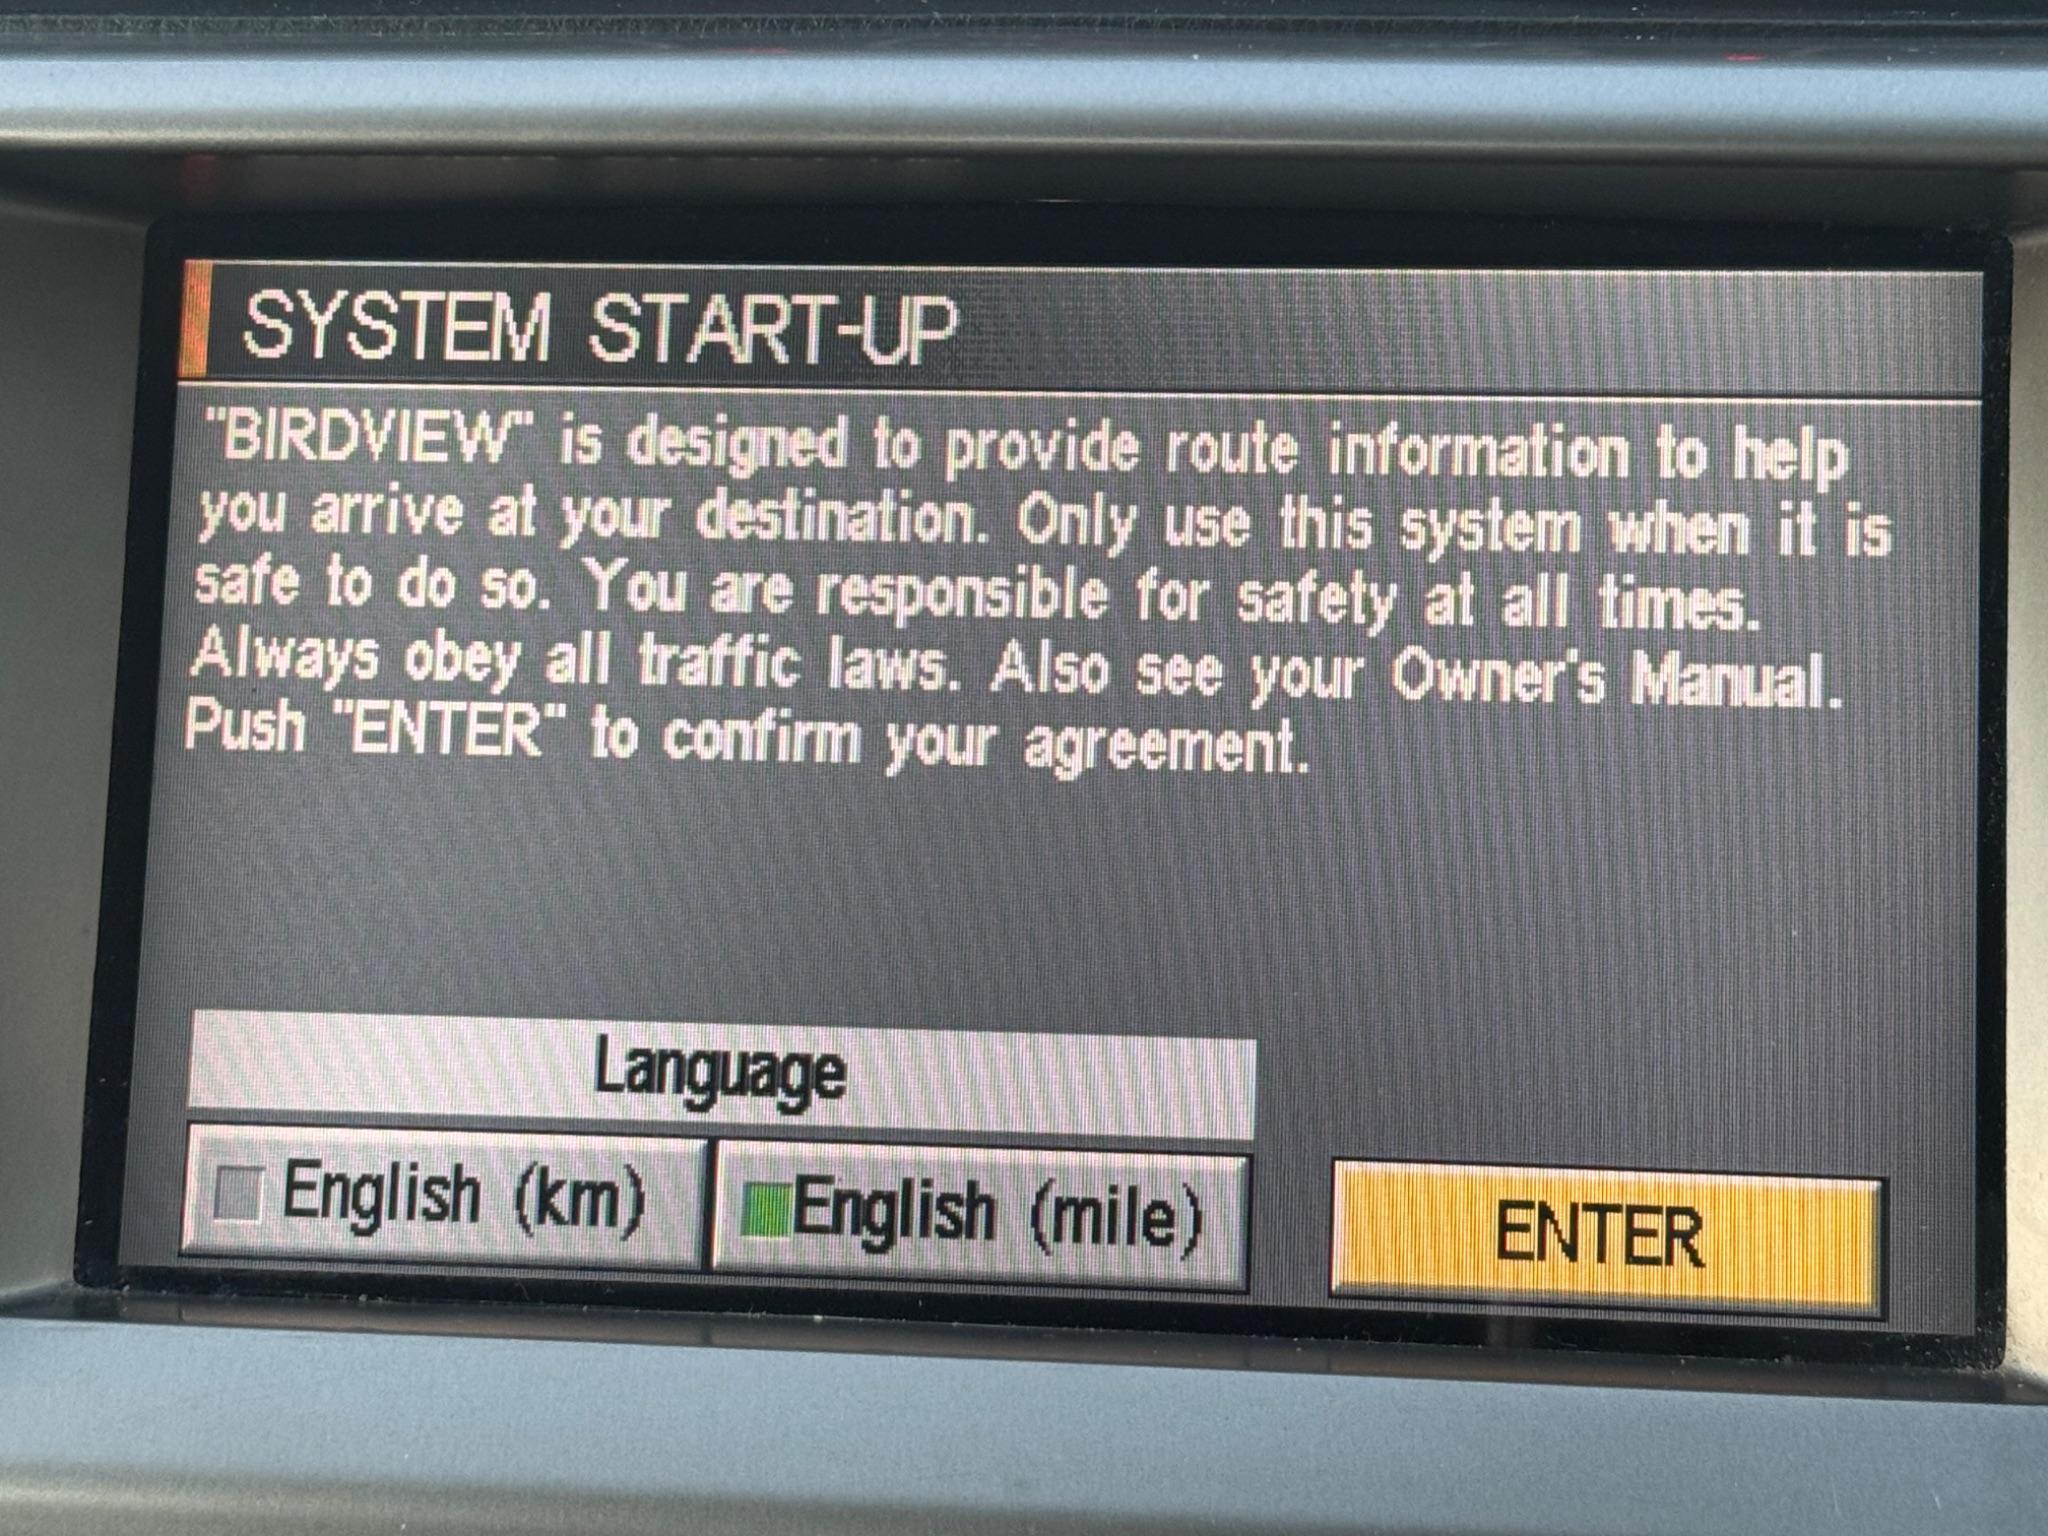 SYSTEM START-UP
"BIRDVIEW" is designed to provide route information to help
you arrive at your destination. Only use this system when it is
safe to do so. You are responsible for safety at all times.
Always obey all traffic laws. Also see your Owner's Manual.
Push "ENTER" to confirm your agreement.
Language
English (km) English (mile) ENTER